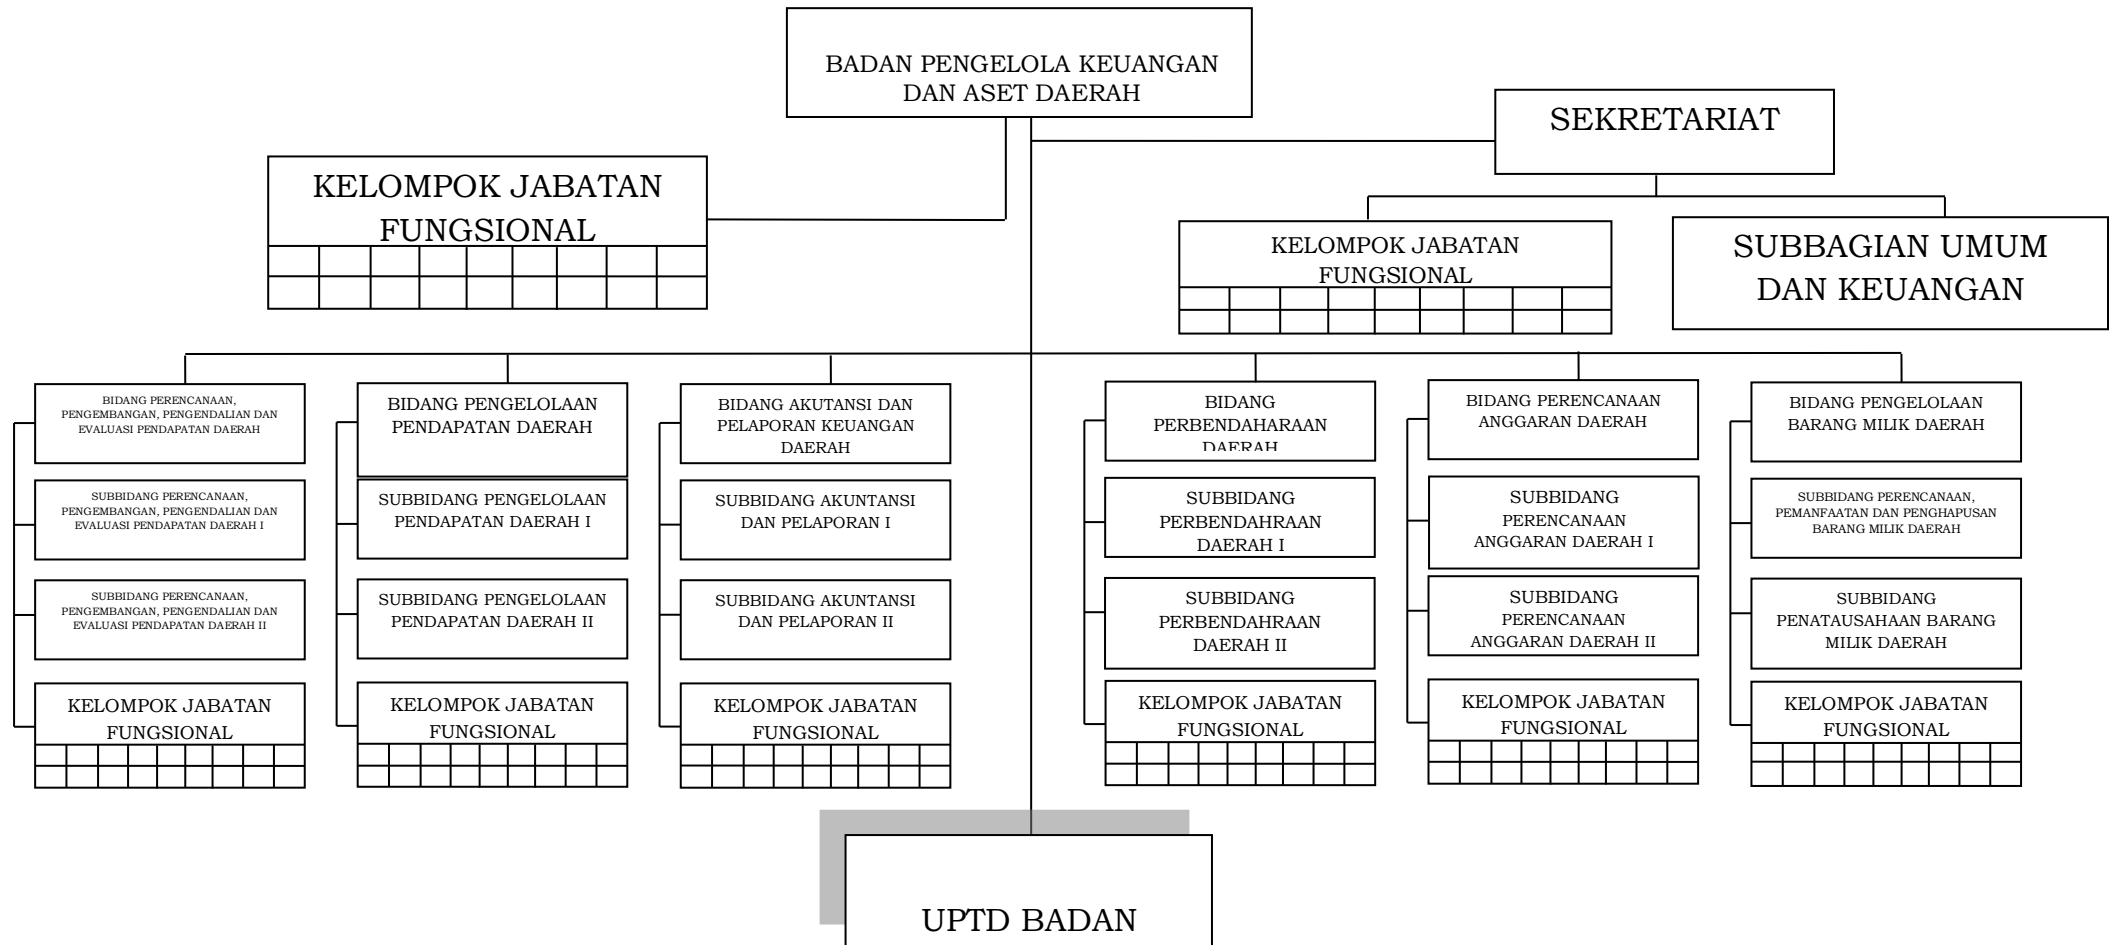 BADAN PENGELOLA KEUANGAN
DAN ASET DAERAH
SEKRETARIAT
KELOMPOK JABATAN
FUNGSIONAL
KELOMPOK JABATAN
FUNGSIONAL
SUBBAGIAN UMUM
DAN KEUANGAN
BIDANG PERENCANAAN,
PENGEMBANGAN, PENGENDALIAN DAN
EVALUASI PENDAPATAN DAERAH
SUBBIDANG PERENCANAAN,
PENGEMBANGAN, PENGENDALIAN DAN
EVALUASI PENDAPATAN DAERAH I
SUBBIDANG PERENCANAAN,
PENGEMBANGAN, PENGENDALIAN DAN
EVALUASI PENDAPATAN DAERAH II
KELOMPOK JABATAN
FUNGSIONAL
BIDANG PENGELOLAAN
PENDAPATAN DAERAH
SUBBIDANG PENGELOLAAN
PENDAPATAN DAERAH I
SUBBIDANG PENGELOLAAN
PENDAPATAN DAERAH II
KELOMPOK JABATAN
FUNGSIONAL
BIDANG AKUTANSI DAN
PELAPORAN KEUANGAN
DAERAH
SUBBIDANG AKUNTANSI
DAN PELAPORAN I
SUBBIDANG AKUNTANSI
DAN PELAPORAN II
KELOMPOK JABATAN
FUNGSIONAL
BIDANG
PERBENDAHARAAN
DAERAH
SUBBIDANG
PERBENDAHRAAN
DAERAH I
SUBBIDANG
PERBENDAHRAAN
DAERAH II
KELOMPOK JABATAN
FUNGSIONAL
BIDANG PERENCANAAN
ANGGARAN DAERAH
SUBBIDANG
PERENCANAAN
ANGGARAN DAERAH I
SUBBIDANG
PERENCANAAN
ANGGARAN DAERAH II
KELOMPOK JABATAN
FUNGSIONAL
BIDANG PENGELOLAAN
BARANG MILIK DAERAH
SUBBIDANG PERENCANAAN,
PEMANFAATAN DAN PENGHAPUSAN
BARANG MILIK DAERAH
SUBBIDANG
PENATAUSAHAAN BARANG
MILIK DAERAH
KELOMPOK JABATAN
FUNGSIONAL
UPTD BADAN